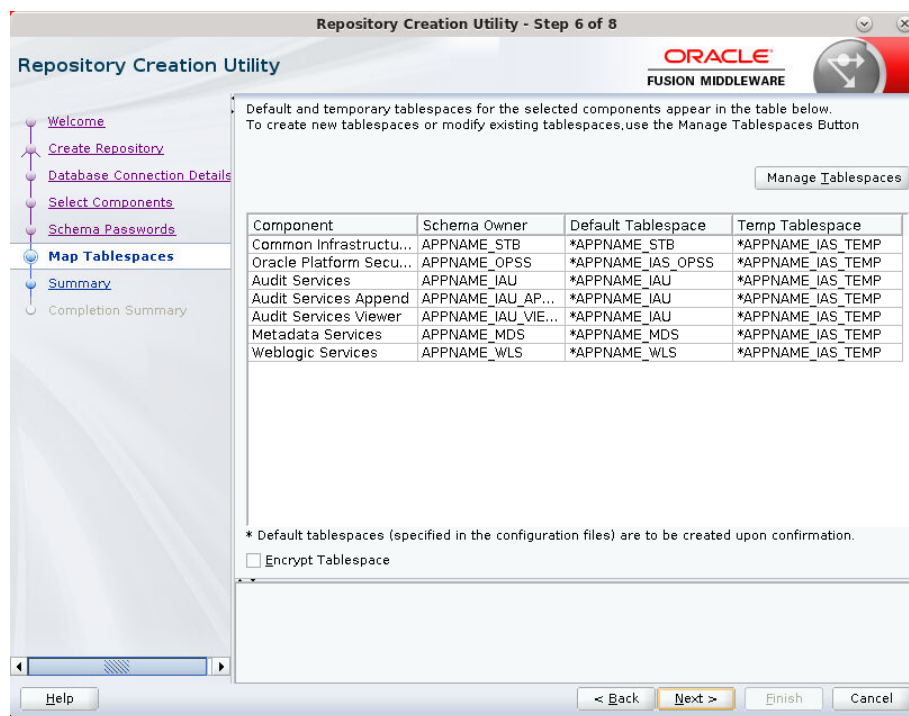 Repository Creation Utility - Step 6 of 8
Repository Creation Utility
ORACLE
FUSION MIDDLEWARE
Welcome
Create Repository
Database Connection Details
Select Components
Schema Passwords
Map Tablespaces
Summary
Completion Summary
Default and temporary tablespaces for the selected components appear in the table below.
To create new tablespaces or modify existing tablespaces,use the Manage Tablespaces Button
Manage Tablespaces
Component Schema Owner Default Tablespace Temp Tablespace
Common Infrastructu... APPNAME_STB *APPNAME_STB *APPNAME_IAS_TEMP
Oracle Platform Secu... APPNAME_OPSS *APPNAME_IAS_OPSS *APPNAME_IAS_TEMP
Audit Services APPNAME_IAU *APPNAME_IAU *APPNAME_IAS_TEMP
Audit Services Append APPNAME_IAU_AP... *APPNAME_IAU *APPNAME_IAS_TEMP
Audit Services Viewer APPNAME_IAU_VIE... *APPNAME_IAU *APPNAME_IAS_TEMP
Metadata Services APPNAME_MDS *APPNAME_MDS *APPNAME_IAS_TEMP
Weblogic Services APPNAME_WLS *APPNAME_WLS *APPNAME_IAS_TEMP
* Default tablespaces (specified in the configuration files) are to be created upon confirmation.
Encrypt Tablespace
Help
< Back
Next >
Finish
Cancel